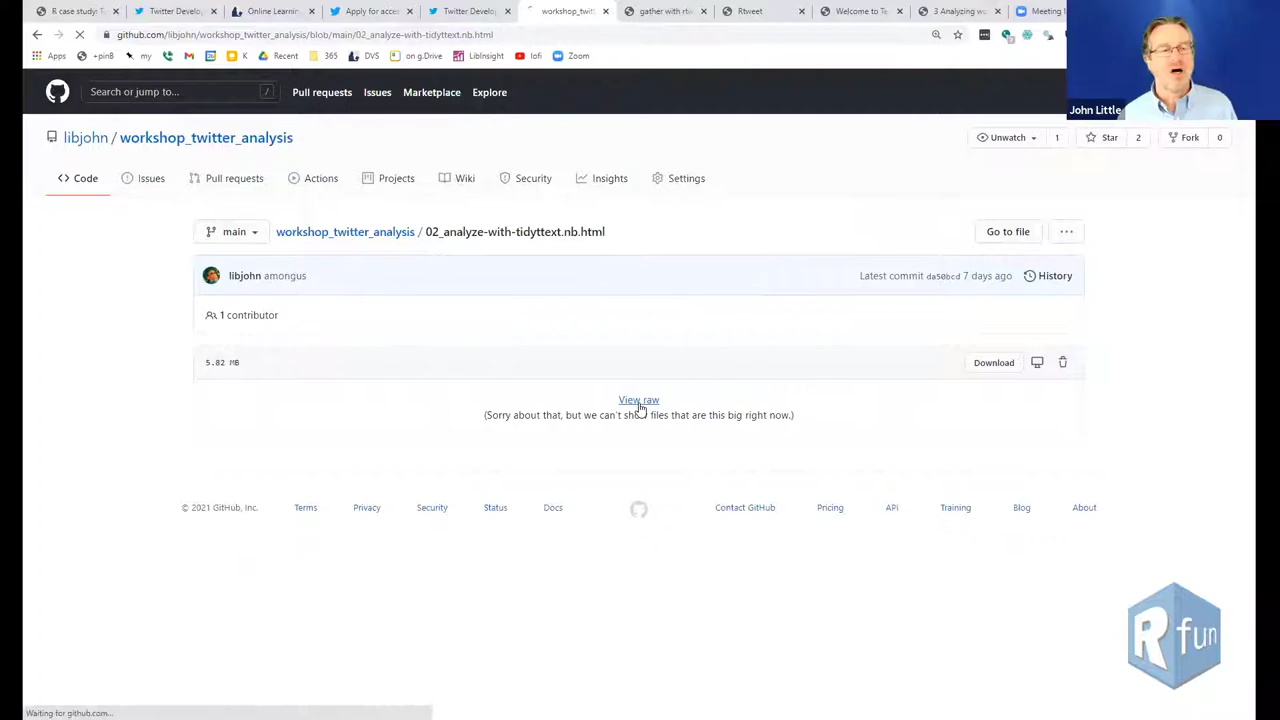 R case study: T
Twitter Develo
Online Learnin
Apply for acce
Twitter Develo
workshop_twitt
gather with rtw
Rtweet
Welcome to Te
3 Analyzing wo
Meeting I
github.com/libjohn/workshop_twitter_analysis/blob/main/02_analyze-with-tidyttext.nb.html
Apps +pinB my K Recent 365 DVS on g.Drive LibInsight lofi Zoom
John Little
Search or jump to... / Pull requests Issues Marketplace Explore
libjohn / workshop_twitter_analysis
Unwatch 1 Star 2 Fork 0
Code Issues Pull requests Actions Projects Wiki Security Insights Settings
main workshop_twitter_analysis / 02_analyze-with-tidyttext.nb.html Go to file ...
libjohn amongus Latest commit da50bcd 7 days ago History
1 contributor
5.82 MB Download
View raw
(Sorry about that, but we can't show files that are this big right now.)
© 2021 GitHub, Inc. Terms Privacy Security Status Docs Contact GitHub Pricing API Training Blog About
R fun
Waiting for github.com...